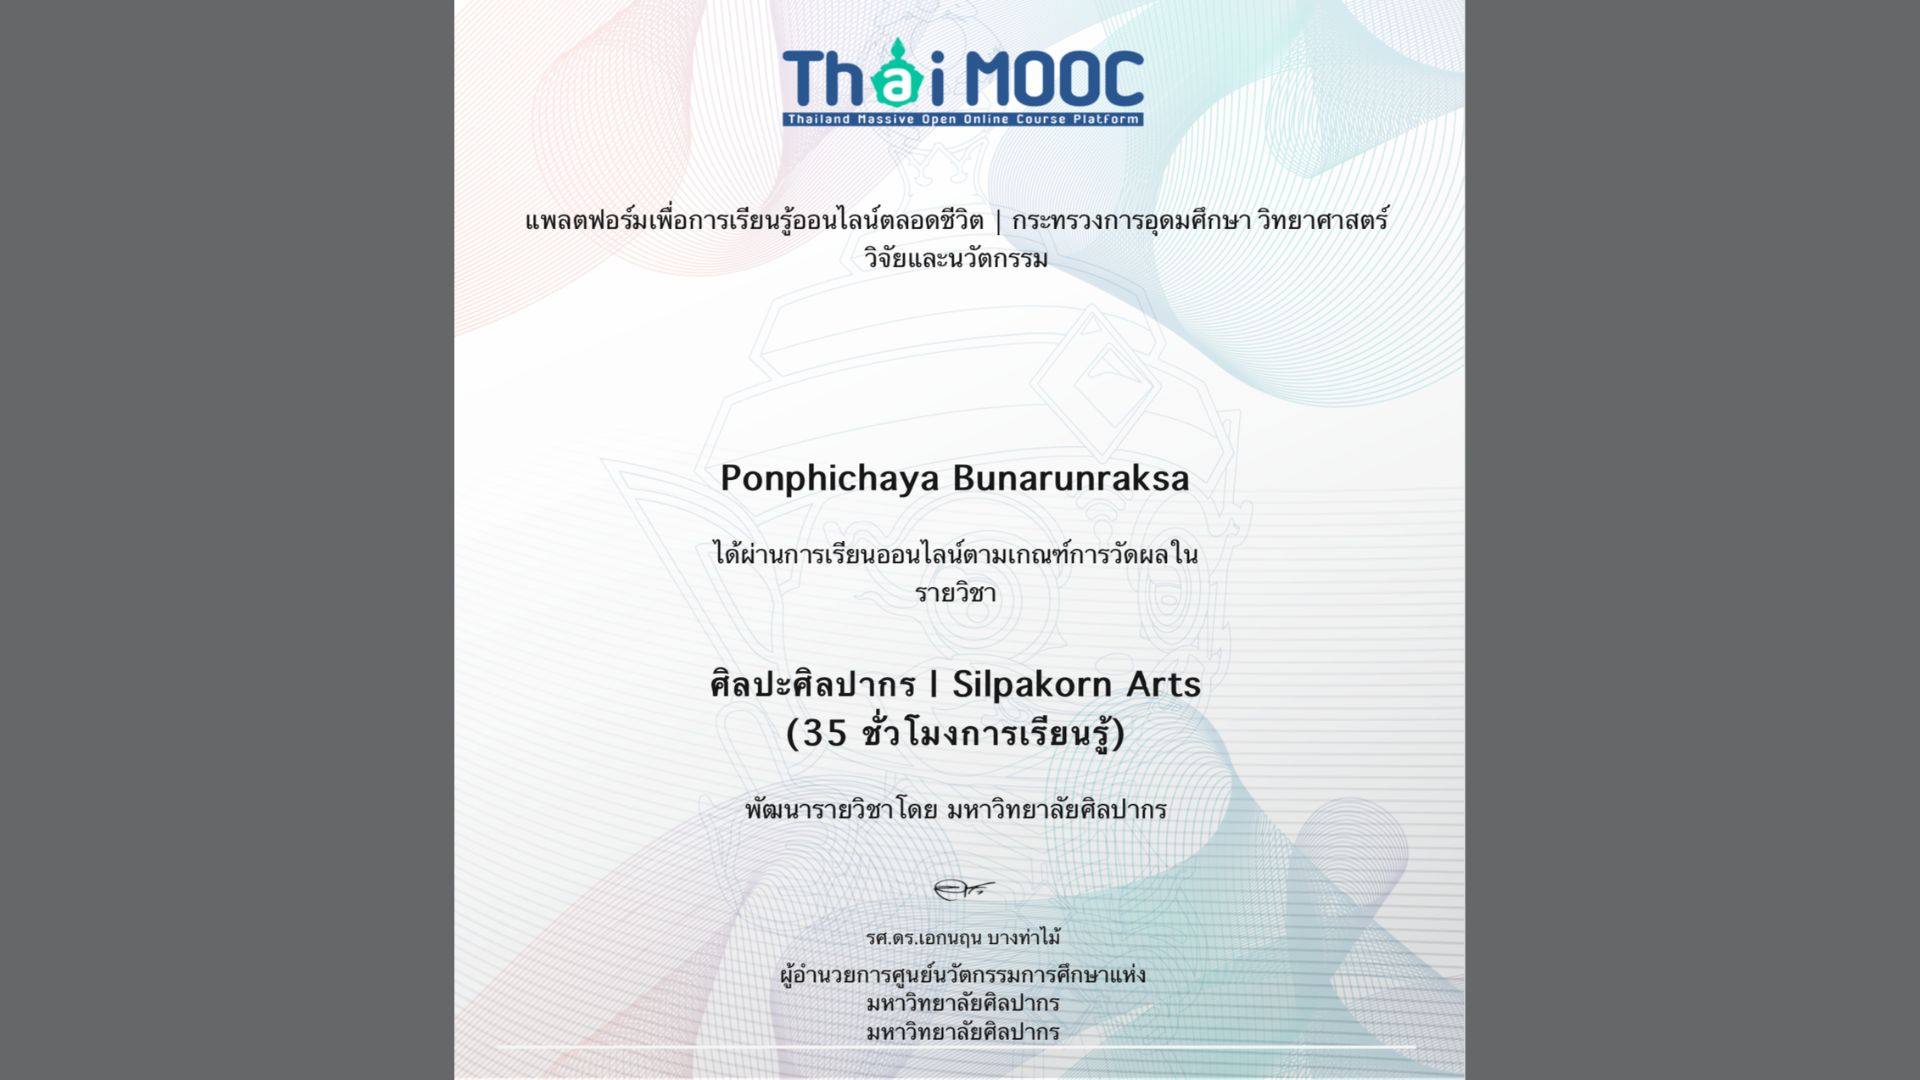 Thai MOOC
Thailand Massive Open Online Course Platform
แพลตฟอร์มเพื่อการเรียนรู้ออนไลน์ตลอดชีวิต | กระทรวงการอุดมศึกษา วิทยาศาสตร์
วิจัยและนวัตกรรม
Ponphichaya Bunarunraksa
ได้ผ่านการเรียนออนไลน์ตามเกณฑ์การวัดผลใน
รายวิชา
ศิลปะศิลปากร | Silpakorn Arts
(35 ชั่วโมงการเรียนรู้)
พัฒนารายวิชาโดย มหาวิทยาลัยศิลปากร
รศ.ดร.เอกนฤน บางท่าไม้
ผู้อำนวยการศูนย์นวัตกรรมการศึกษาแห่ง
มหาวิทยาลัยศิลปากร
มหาวิทยาลัยศิลปากร